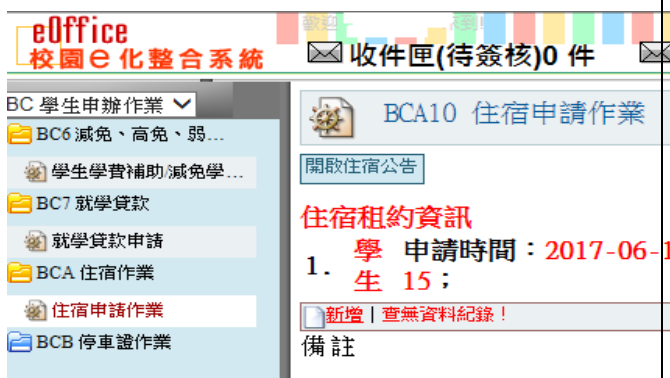 eOffice
校園e化整合系統
歡迎
到!
收件匣(待簽核)0 件
BC 學生申辦作業
BC6 減免、高免、弱...
學生學費補助/減免學...
BC7 就學貸款
就學貸款申請
BCA 住宿作業
住宿申請作業
BCB 停車證作業
BCA10 住宿申請作業
開啟住宿公告
住宿租約資訊
1. 學生 申請時間：2017-06-1
15；
新增 | 查無資料紀錄！
備註